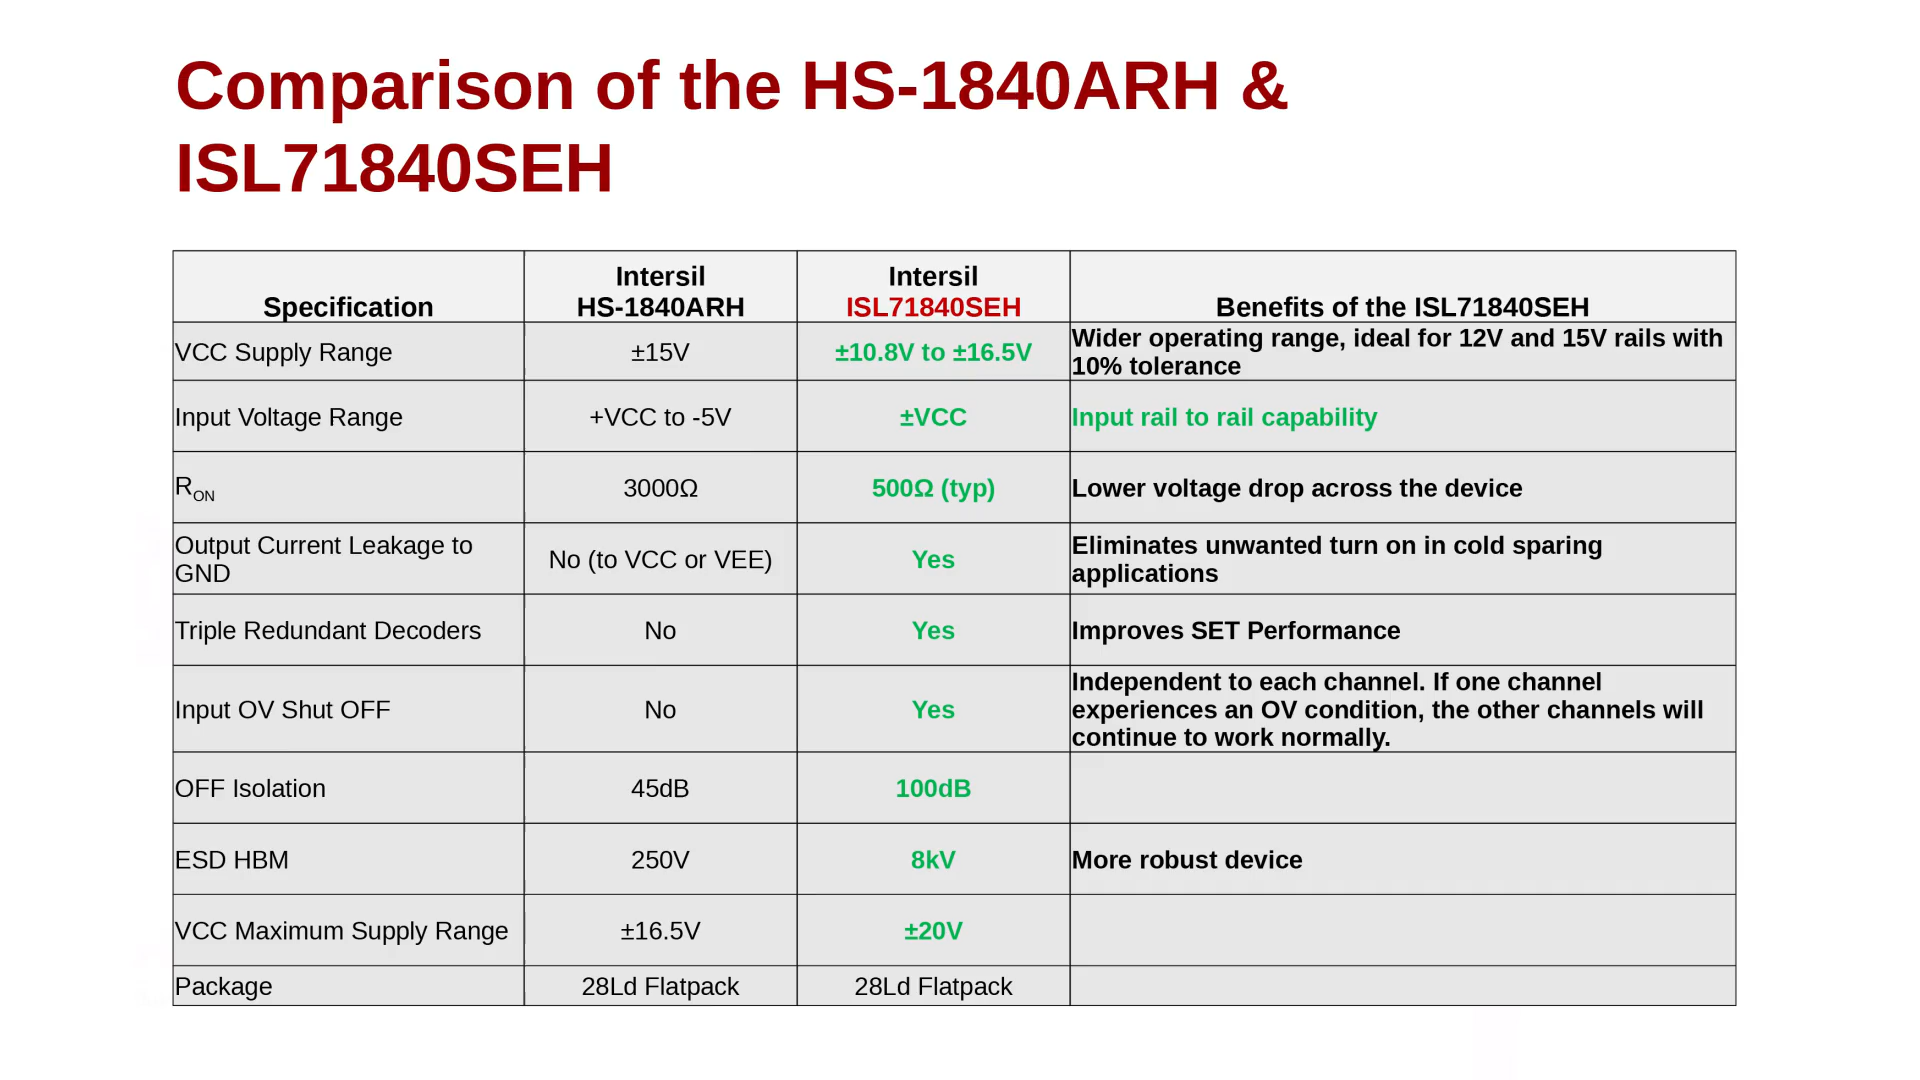 Comparison of the HS-1840ARH &
ISL71840SEH
Specification
Intersil
HS-1840ARH
Intersil
ISL71840SEH
Benefits of the ISL71840SEH
VCC Supply Range
±15V
±10.8V to ±16.5V
Wider operating range, ideal for 12V and 15V rails with
10% tolerance
Input Voltage Range
+VCC to -5V
±VCC
Input rail to rail capability
RON
3000Ω
500Ω (typ)
Lower voltage drop across the device
Output Current Leakage to
GND
No (to VCC or VEE)
Yes
Eliminates unwanted turn on in cold sparing
applications
Triple Redundant Decoders
No
Yes
Improves SET Performance
Input OV Shut OFF
No
Yes
Independent to each channel. If one channel
experiences an OV condition, the other channels will
continue to work normally.
OFF Isolation
45dB
100dB
ESD HBM
250V
8kV
More robust device
VCC Maximum Supply Range
±16.5V
±20V
Package
28Ld Flatpack
28Ld Flatpack